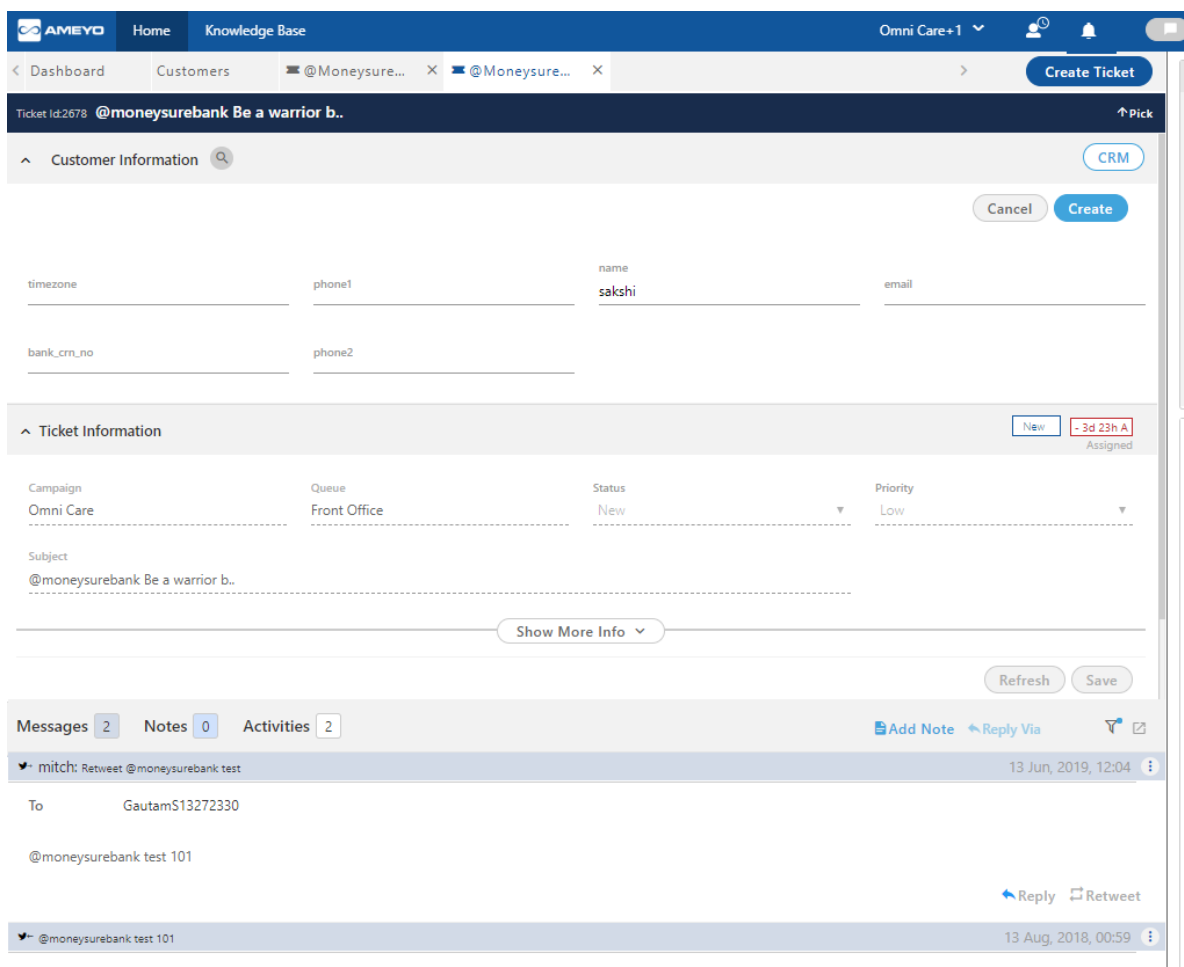 AMEYO Home Knowledge Base Omni Care+1
Dashboard Customers @Moneysure... X @Moneysure... X Create Ticket
Ticket Id:2678 @moneysurebank Be a warrior b.. Pick
Customer Information CRM
Cancel Create
timezone phone1 name email
sakshi
bank_crn_no phone2
Ticket Information New - 3d 23h A
Assigned
Campaign Queue Status Priority
Omni Care Front Office New Low
Subject
@moneysurebank Be a warrior b..
Show More Info
Refresh Save
Messages 2 Notes 0 Activities 2 Add Note Reply Via
mitch: Retweet @moneysurebank test 13 Jun, 2019, 12:04
To GautamS13272330
@moneysurebank test 101
Reply Retweet
@moneysurebank test 101 13 Aug, 2018, 00:59